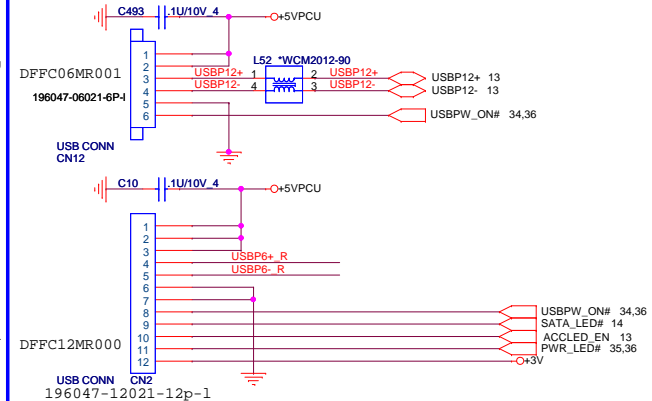 C493 .1U/10V_4 +5VPCU
1
2
3
4
5
6
DFFC06MR001
196047-06021-6P-l
USB CONN
CN12
L52 *WCM2012-90
USBP12+ 1 2 USBP12+ USBP12+ 13
USBP12- 4 3 USBP12- USBP12- 13
USBPW_ON# 34,36
C10 .1U/10V_4 +5VPCU
1
2
3
4
5
6
7
8
9
10
11
12
USBP6+_R
USBP6-_R
USBPW_ON# 34,36
SATA_LED# 14
ACCLED_EN 13
PWR_LED# 35,36
+3V
DFFC12MR000
USB CONN CN2
196047-12021-12p-l